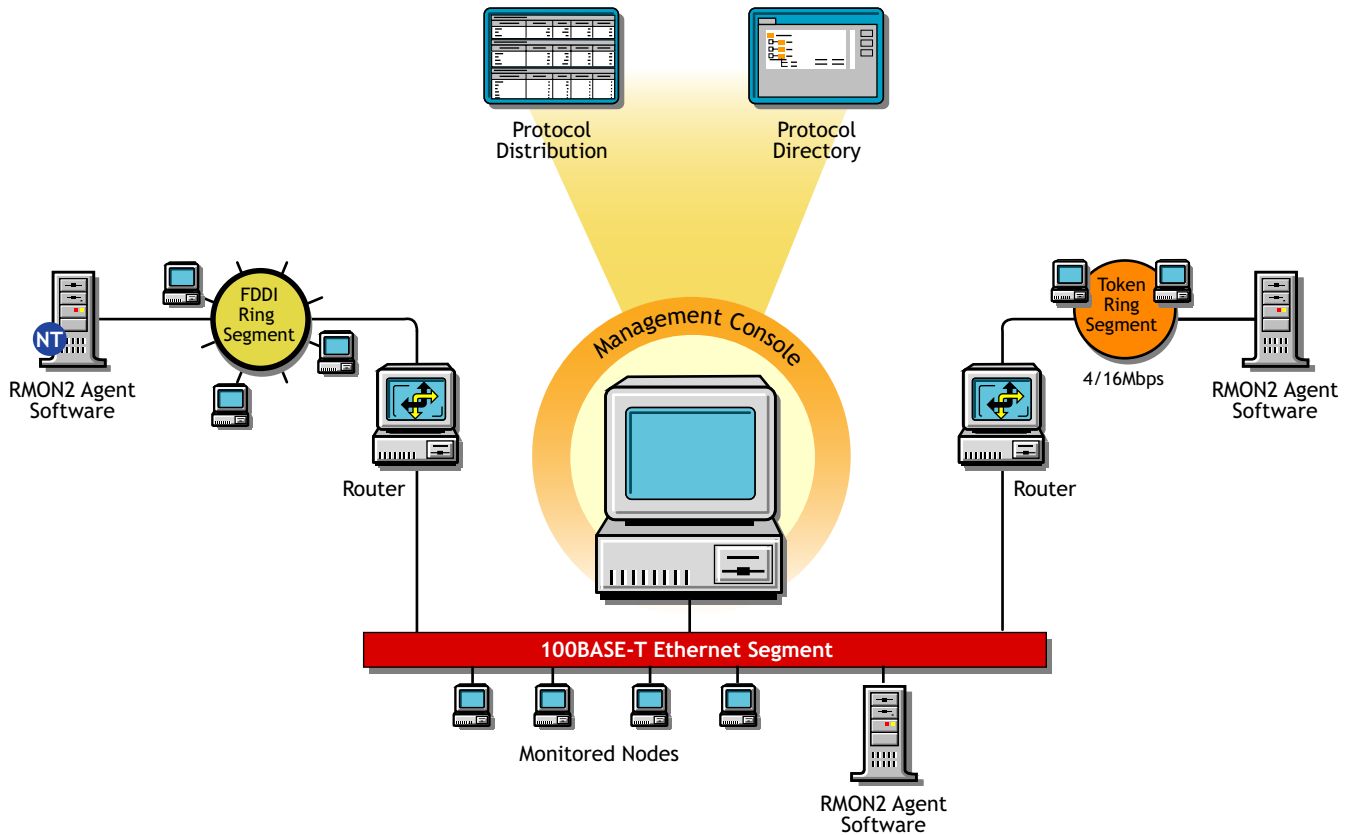 Protocol
Distribution
Protocol
Directory
FDDI
Ring
Segment
NT
RMON2 Agent
Software
Router
Management Console
Token
Ring
Segment
4/16Mbps
RMON2 Agent
Software
Router
100BASE-T Ethernet Segment
Monitored Nodes
RMON2 Agent
Software